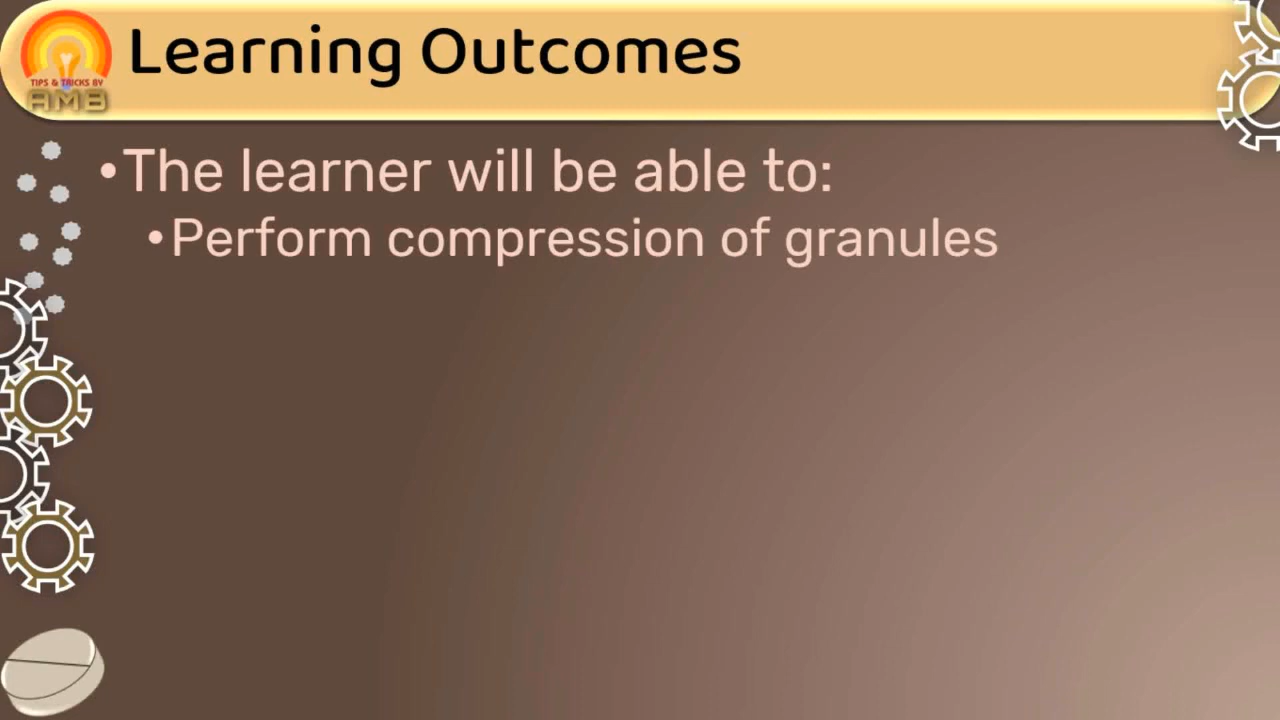 Learning Outcomes
TIPS & TRICKS BY
AMB
•The learner will be able to:
•Perform compression of granules